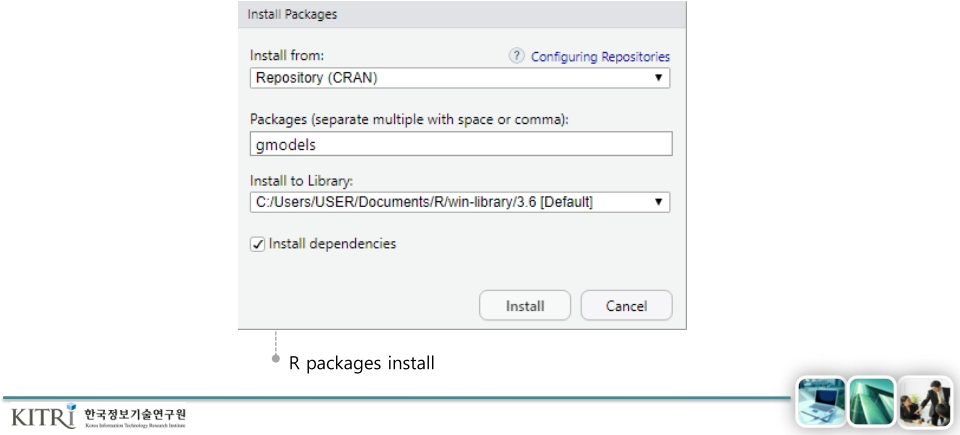 Install Packages
Install from:
? Configuring Repositories
Repository (CRAN)
Packages (separate multiple with space or comma):
gmodels
Install to Library:
C:/Users/USER/Documents/R/win-library/3.6 [Default]
Install dependencies
Install
Cancel
R packages install
KITRI 한국정보기술연구원
Korea Information Technology Research Institute